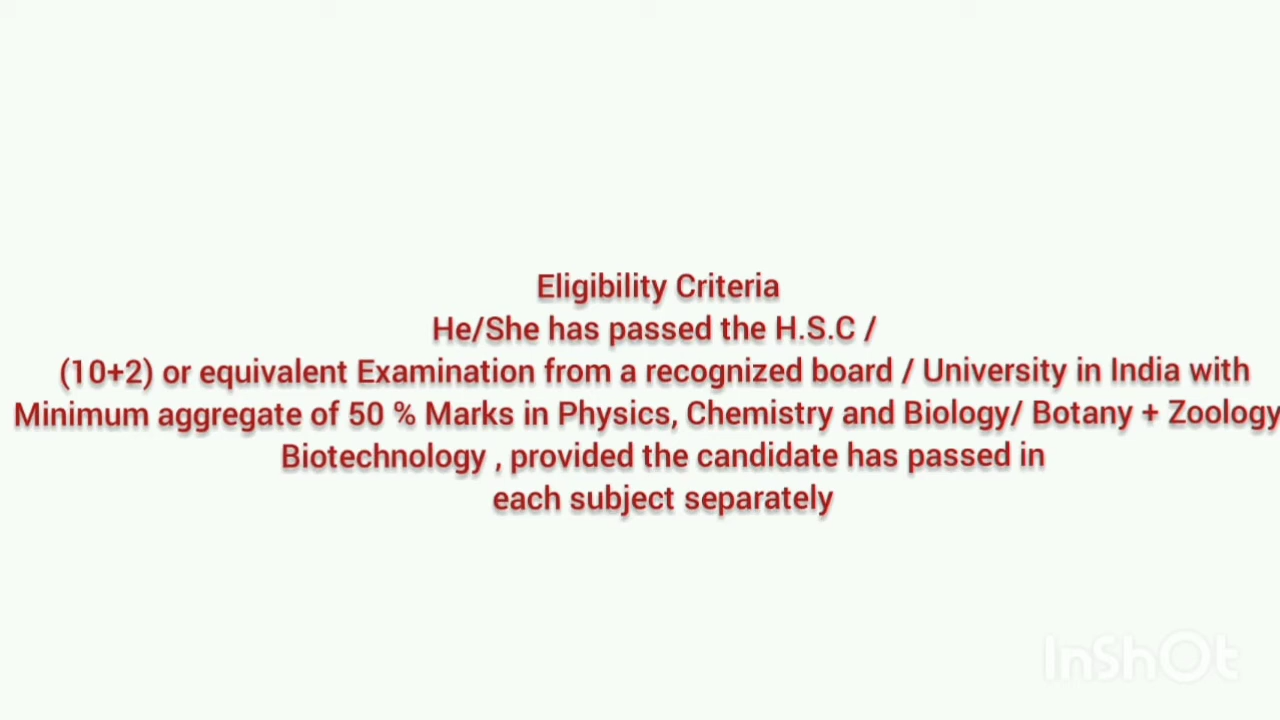 Eligibility Criteria
He/She has passed the H.S.C /
(10+2) or equivalent Examination from a recognized board / University in India with
Minimum aggregate of 50 % Marks in Physics, Chemistry and Biology/ Botany + Zoology
Biotechnology , provided the candidate has passed in
each subject separately
InShOt